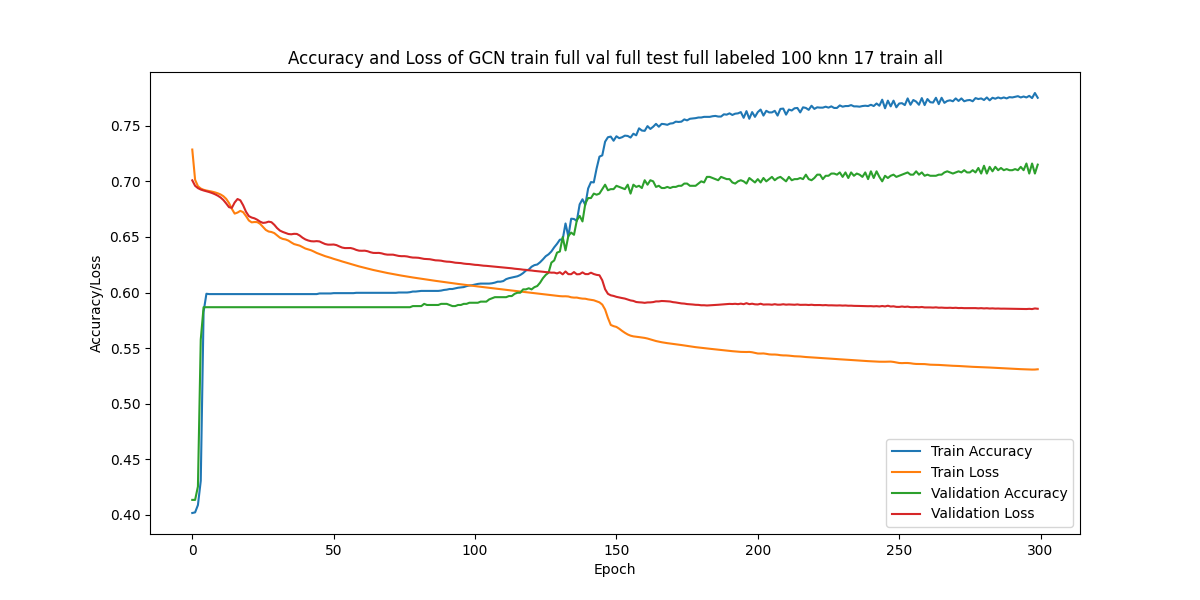 Accuracy and Loss of GCN train full val full test full labeled 100 knn 17 train all
Accuracy/Loss
0.75
0.70
0.65
0.60
0.55
0.50
0.45
0.40
0 50 100 150 200 250 300
Epoch
Train Accuracy
Train Loss
Validation Accuracy
Validation Loss